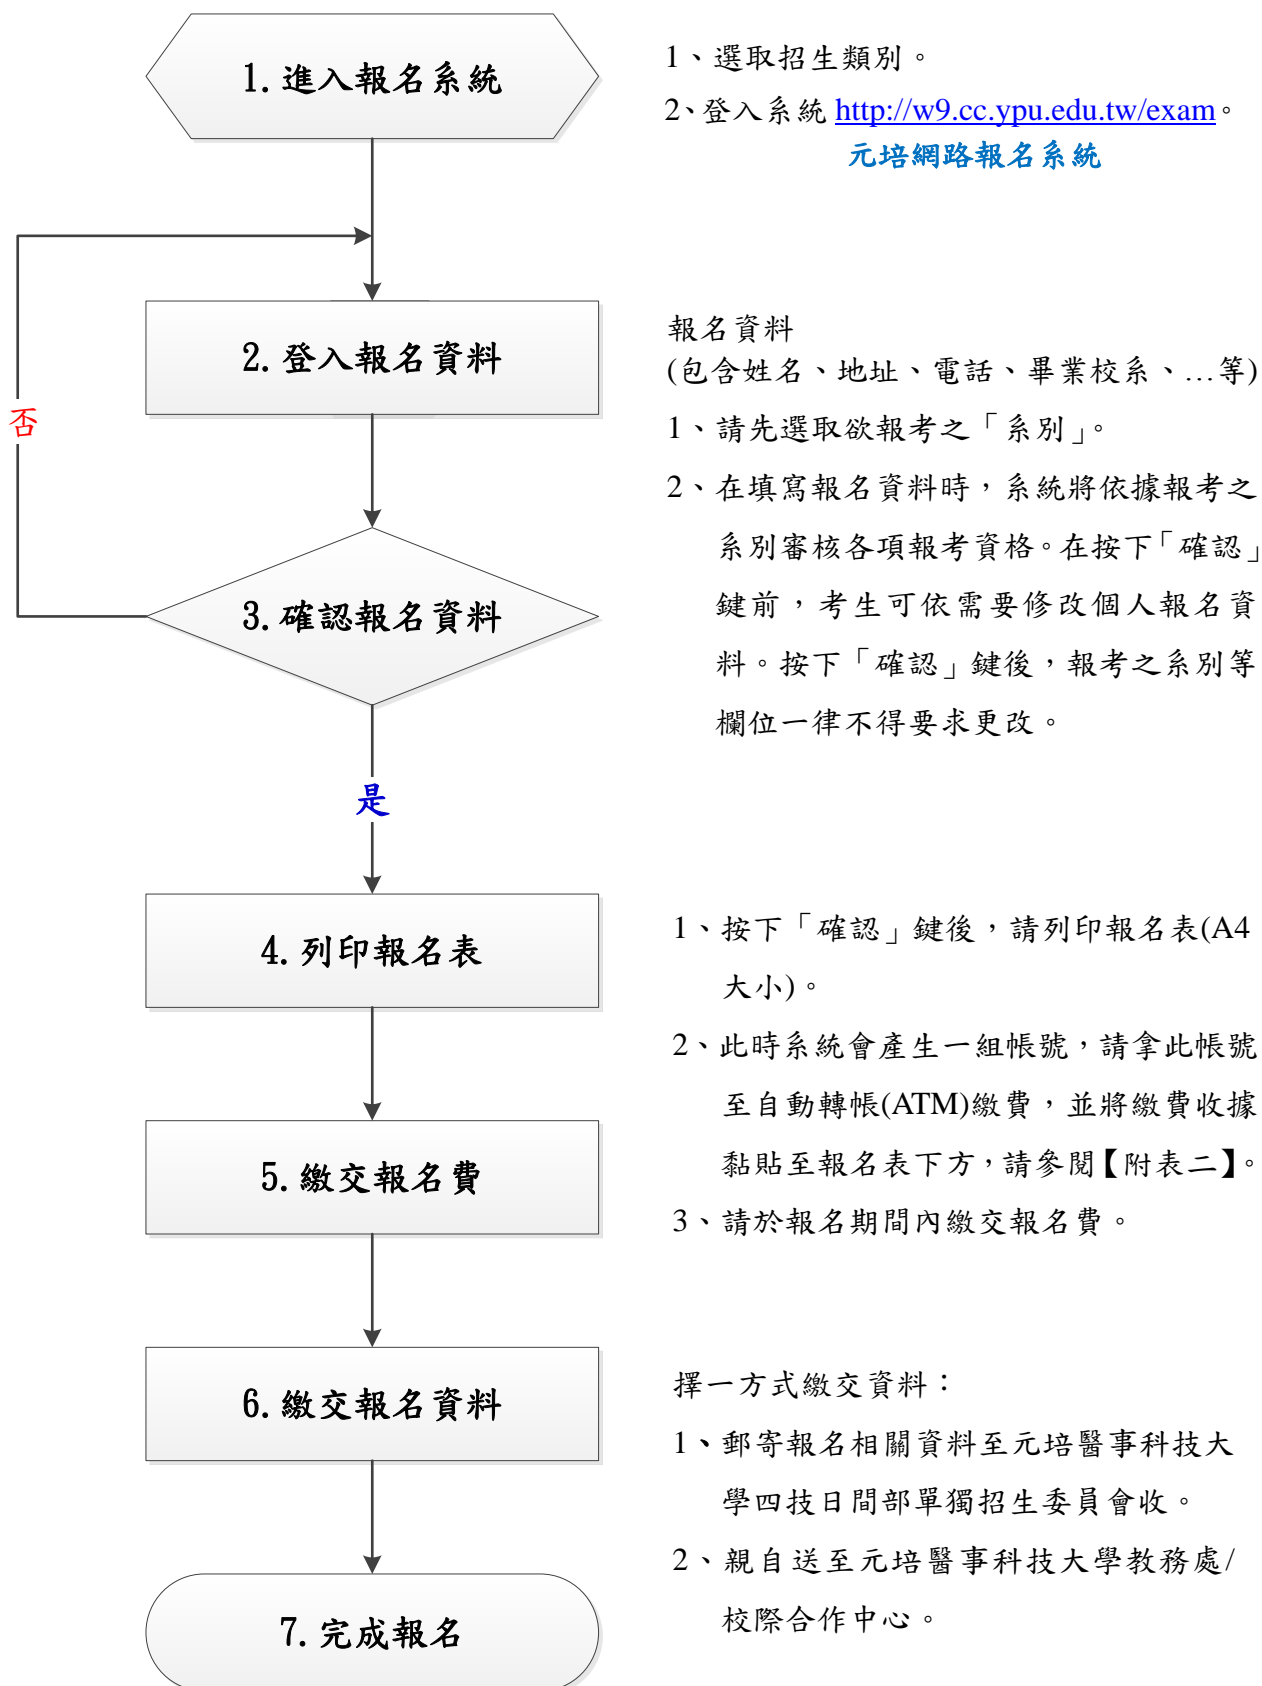 1.進入報名系統
1、選取招生類別。
2、登入系統 http://w9.cc.ypu.edu.tw/exam。
元培網路報名系統
2.登入報名資料
報名資料
(包含姓名、地址、電話、畢業校系、…等)
1、請先選取欲報考之「系別」。
2、在填寫報名資料時，系統將依據報考之
系別審核各項報考資格。在按下「確認」
鍵前，考生可依需要修改個人報名資
料。按下「確認」鍵後，報考之系別等
欄位一律不得要求更改。
否
3.確認報名資料
是
4.列印報名表
1、按下「確認」鍵後，請列印報名表(A4
大小)。
2、此時系統會產生一組帳號，請拿此帳號
至自動轉帳(ATM)繳費，並將繳費收據
黏貼至報名表下方，請參閱【附表二】。
3、請於報名期間內繳交報名費。
5.繳交報名費
6.繳交報名資料
擇一方式繳交資料：
1、郵寄報名相關資料至元培醫事科技大
學四技日間部單獨招生委員會收。
2、親自送至元培醫事科技大學教務處/
校際合作中心。
7.完成報名